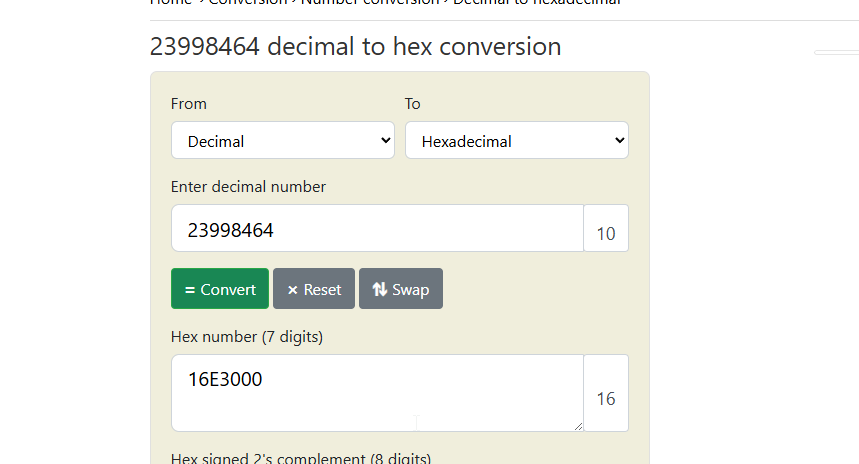 Home › Conversion › Number conversion › Decimal to hexadecimal
23998464 decimal to hex conversion
From To
Decimal Hexadecimal
Enter decimal number
23998464 10
= Convert × Reset ⇅ Swap
Hex number (7 digits)
16E3000 16
Hex signed 2's complement (8 digits)